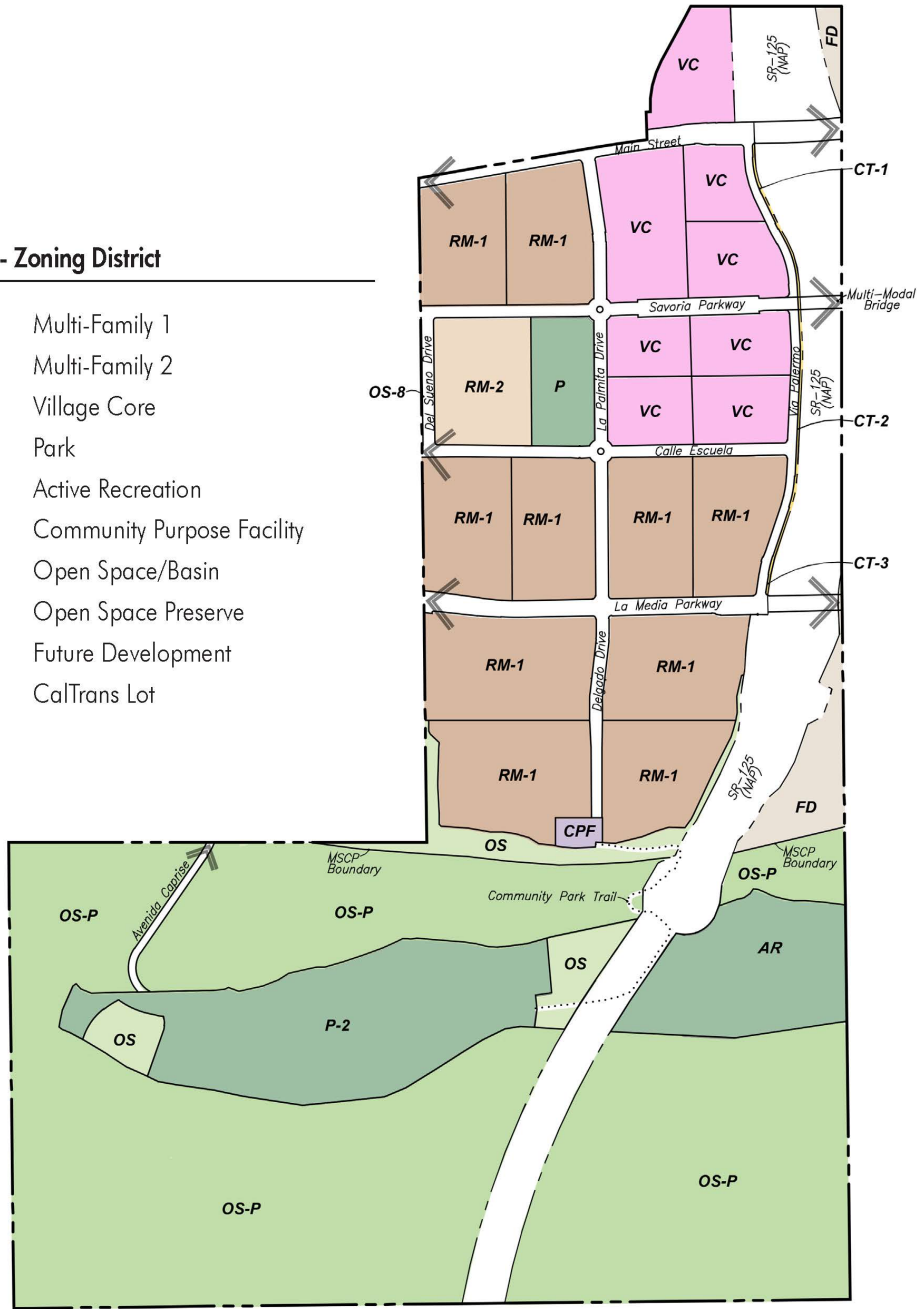 FD
VC
SR-125
(NAP)
Main Street
CT-1
VC
RM-1
RM-1
VC
VC
- Zoning District
Multi-Family 1
Multi-Family 2
Village Core
Park
Active Recreation
Community Purpose Facility
Open Space/Basin
Open Space Preserve
Future Development
CalTrans Lot
Savoria Parkway
Multi-Modal
Bridge
Del Sueno Drive
OS-8
RM-2
P
La Palmita Drive
VC
VC
VC
VC
Via Palermo
SR-125
(NAP)
CT-2
Calle Escuela
RM-1
RM-1
RM-1
RM-1
CT-3
La Media Parkway
RM-1
Delgado Drive
RM-1
RM-1
RM-1
SR-125
(NAP)
FD
CPF
OS
MSCP
Boundary
MSCP
Boundary
Avenida Caprise
OS-P
OS-P
OS-P
Community Park Trail
AR
OS
P-2
OS
OS-P
OS-P